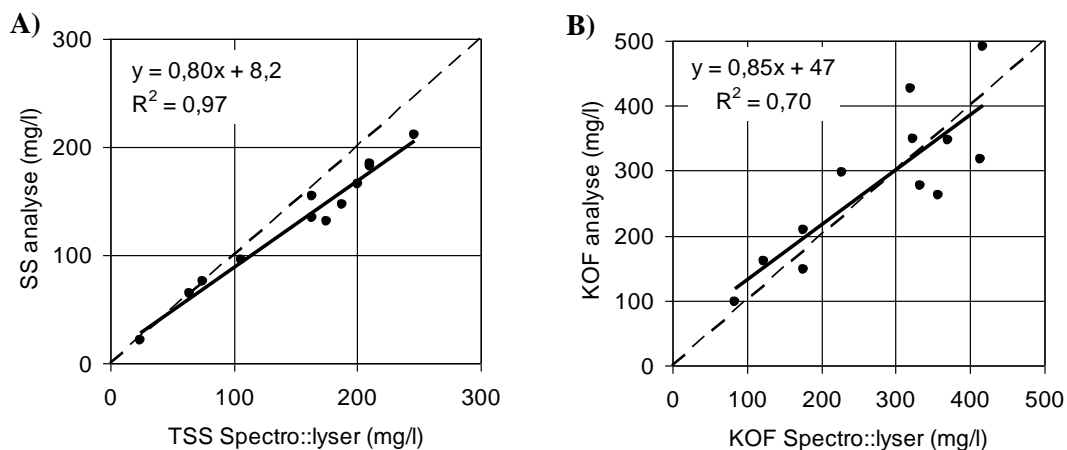 A)
300
200
100
0
y = 0,80x + 8,2
R² = 0,97
SS analyse (mg/l)
0 100 200 300
TSS Spectro::lyser (mg/l)
B)
500
400
300
200
100
0
y = 0,85x + 47
R² = 0,70
KOF analyse (mg/l)
0 100 200 300 400 500
KOF Spectro::lyser (mg/l)